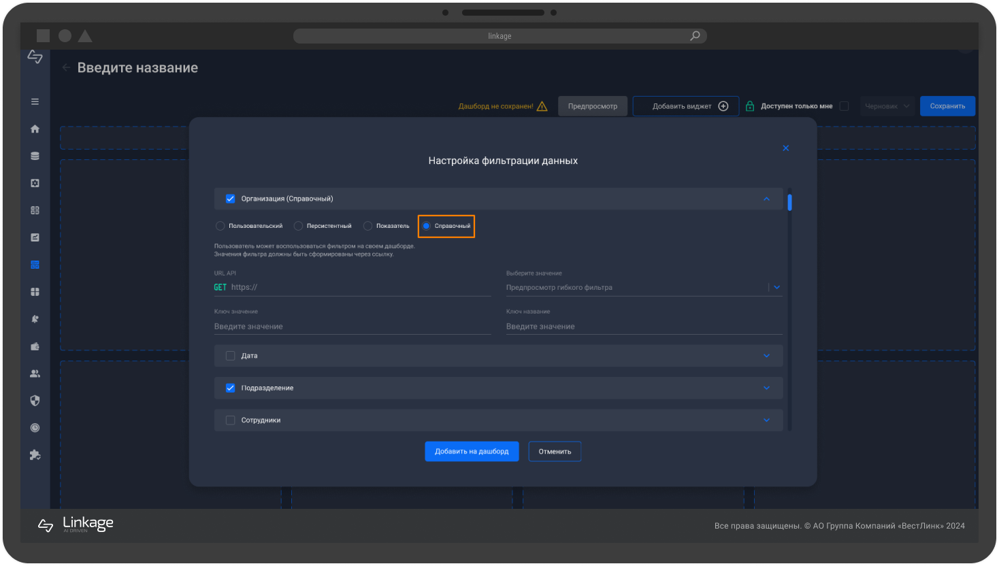 linkage
Введите название
Дашборд не сохранен!
Предпросмотр
Добавить виджет
Доступен только мне
Черновик
Сохранить
Настройка фильтрации данных
Организация (Справочный)
Пользовательский Персистентный Показатель Справочный
Пользователь может воспользоваться фильтром на своем дашборде.
Значения фильтра должны быть сформированы через ссылку.
URL API
GET https://
Выберите значение
Предпросмотр гибкого фильтра
Ключ значение
Введите значение
Ключ название
Введите значение
Дата
Подразделение
Сотрудники
Добавить на дашборд
Отменить
Linkage
AI DRIVEN
Все права защищены. © АО Группа Компаний «ВестЛинк» 2024